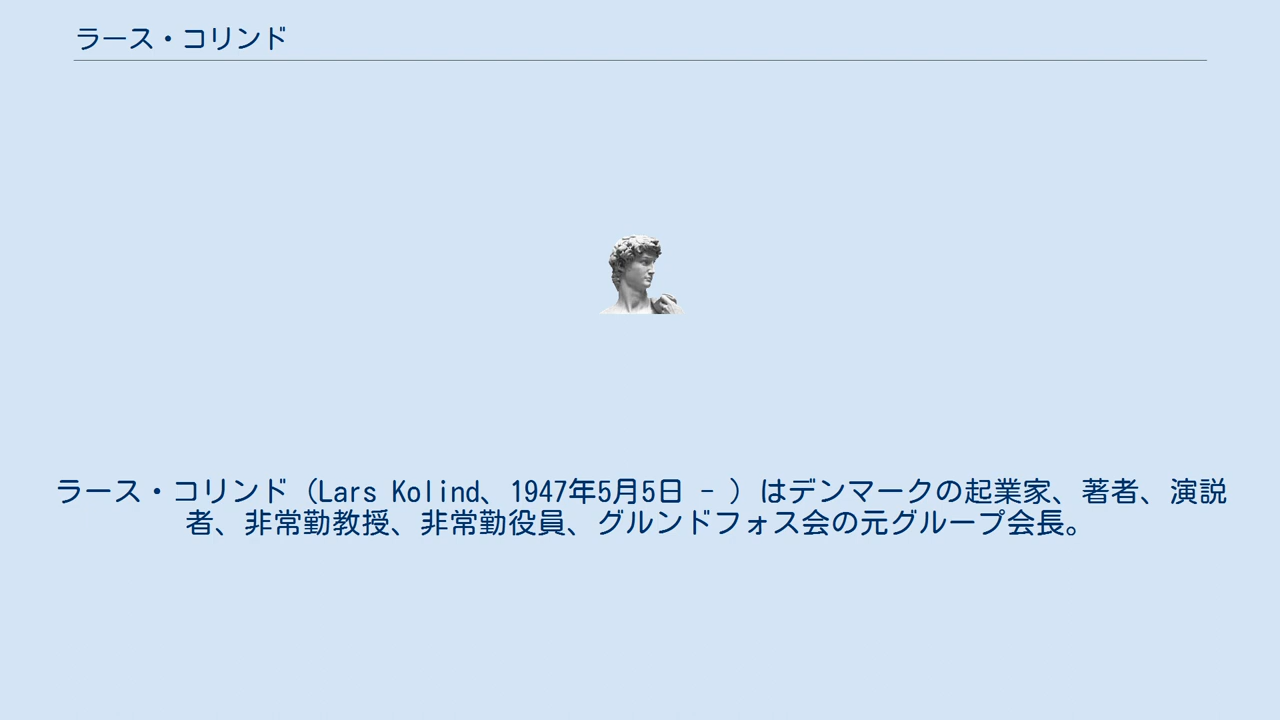 ラース・コリンド
ラース・コリンド（Lars Kolind、1947年5月5日 - ）はデンマークの起業家、著者、演説
者、非常勤教授、非常勤役員、グルンドフォス会の元グループ会長。